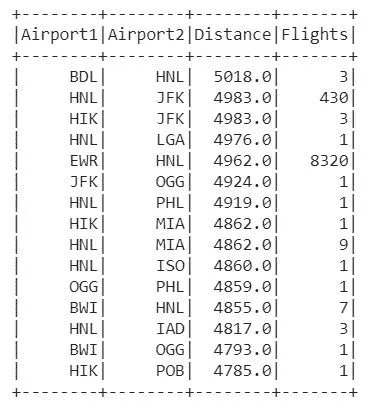 +--------+--------+--------+-------+
|Airport1|Airport2|Distance|Flights|
+--------+--------+--------+-------+
|     BDL|     HNL|  5018.0|      3|
|     HNL|     JFK|  4983.0|    430|
|     HIK|     JFK|  4983.0|      3|
|     HNL|     LGA|  4976.0|      1|
|     EWR|     HNL|  4962.0|   8320|
|     JFK|     OGG|  4924.0|      1|
|     HNL|     PHL|  4919.0|      1|
|     HIK|     MIA|  4862.0|      1|
|     HNL|     MIA|  4862.0|      9|
|     HNL|     ISO|  4860.0|      1|
|     OGG|     PHL|  4859.0|      1|
|     BWI|     HNL|  4855.0|      7|
|     HNL|     IAD|  4817.0|      3|
|     BWI|     OGG|  4793.0|      1|
|     HIK|     POB|  4785.0|      1|
+--------+--------+--------+-------+